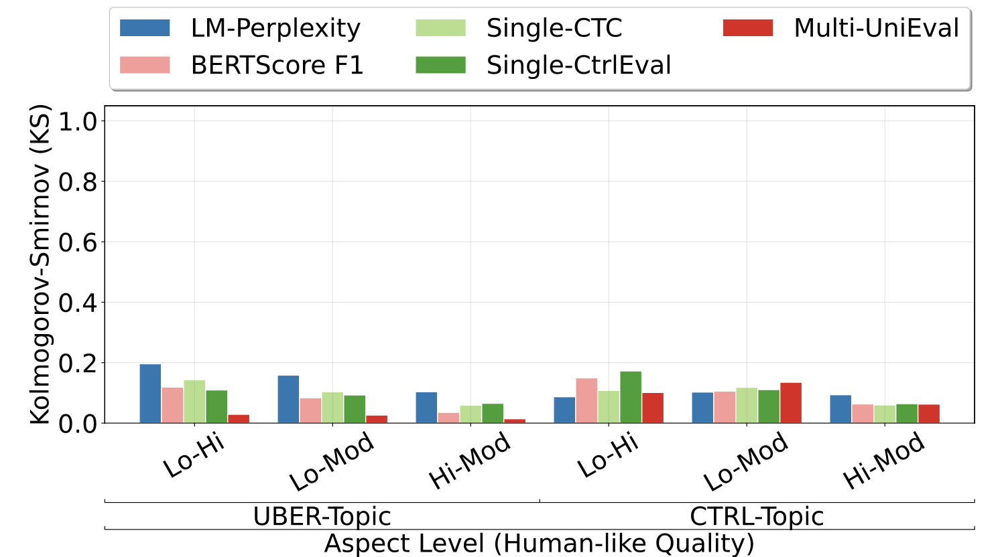 LM-Perplexity
BERTScore F1
Single-CTC
Single-CtrlEval
Multi-UniEval
Kolmogorov-Smirnov (KS)
1.0
0.8
0.6
0.4
0.2
0.0
Lo-Hi
Lo-Mod
Hi-Mod
Lo-Hi
Lo-Mod
Hi-Mod
UBER-Topic
CTRL-Topic
Aspect Level (Human-like Quality)